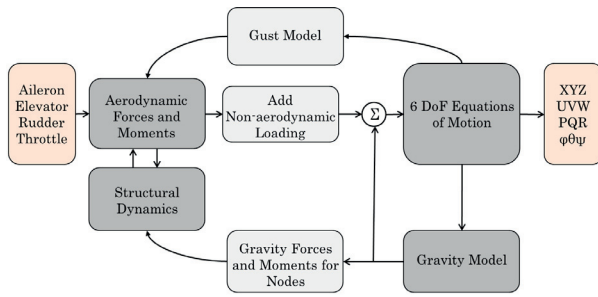 Gust Model
Aileron
Elevator
Rudder
Throttle
Aerodynamic
Forces and
Moments
Add
Non-aerodynamic
Loading
Σ
6 DoF Equations
of Motion
XYZ
UVW
PQR
φθψ
Structural
Dynamics
Gravity Forces
and Moments for
Nodes
Gravity Model